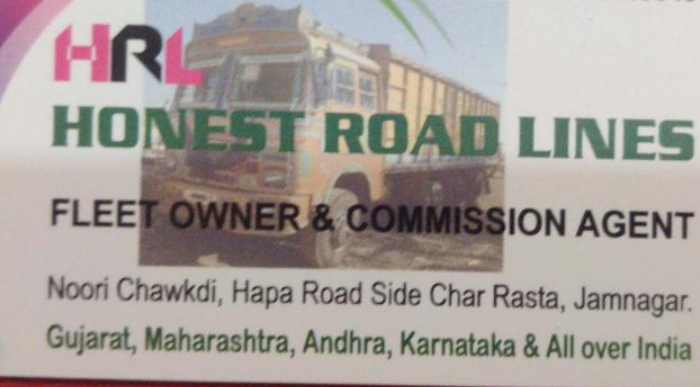 HRL
HONEST ROAD LINES
FLEET OWNER & COMMISSION AGENT
Noori Chawkdi, Hapa Road Side Char Rasta, Jamnagar.
Gujarat, Maharashtra, Andhra, Karnataka & All over India